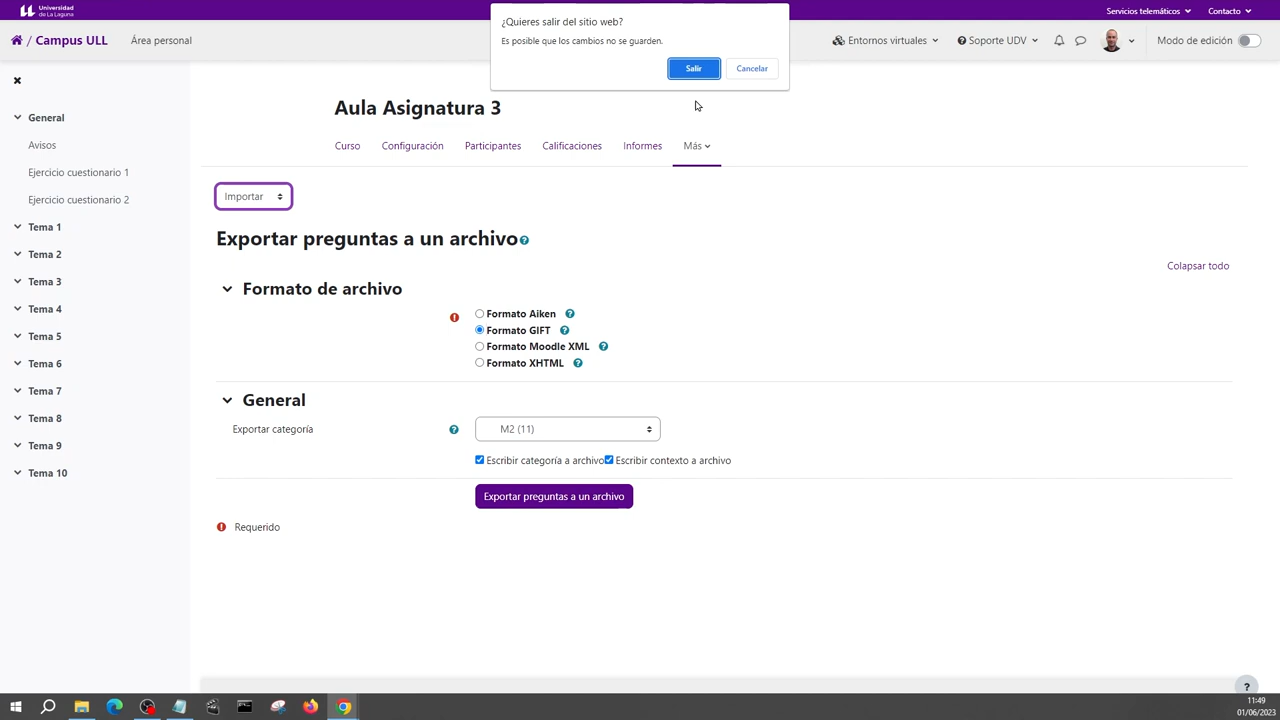 Universidad
de La Laguna
Servicios telemáticos
Contacto
¿Quieres salir del sitio web?
Es posible que los cambios no se guarden.
Salir
Cancelar
/ Campus ULL
Área personal
Entornos virtuales
Soporte UDV
Modo de edición
General
Avisos
Ejercicio cuestionario 1
Ejercicio cuestionario 2
Tema 1
Tema 2
Tema 3
Tema 4
Tema 5
Tema 6
Tema 7
Tema 8
Tema 9
Tema 10
Aula Asignatura 3
Curso
Configuración
Participantes
Calificaciones
Informes
Más
Importar
Exportar preguntas a un archivo
Colapsar todo
Formato de archivo
Formato Aiken
Formato GIFT
Formato Moodle XML
Formato XHTML
General
Exportar categoría
M2 (11)
Escribir categoría a archivo
Escribir contexto a archivo
Exportar preguntas a un archivo
Requerido
11:49
01/06/2023